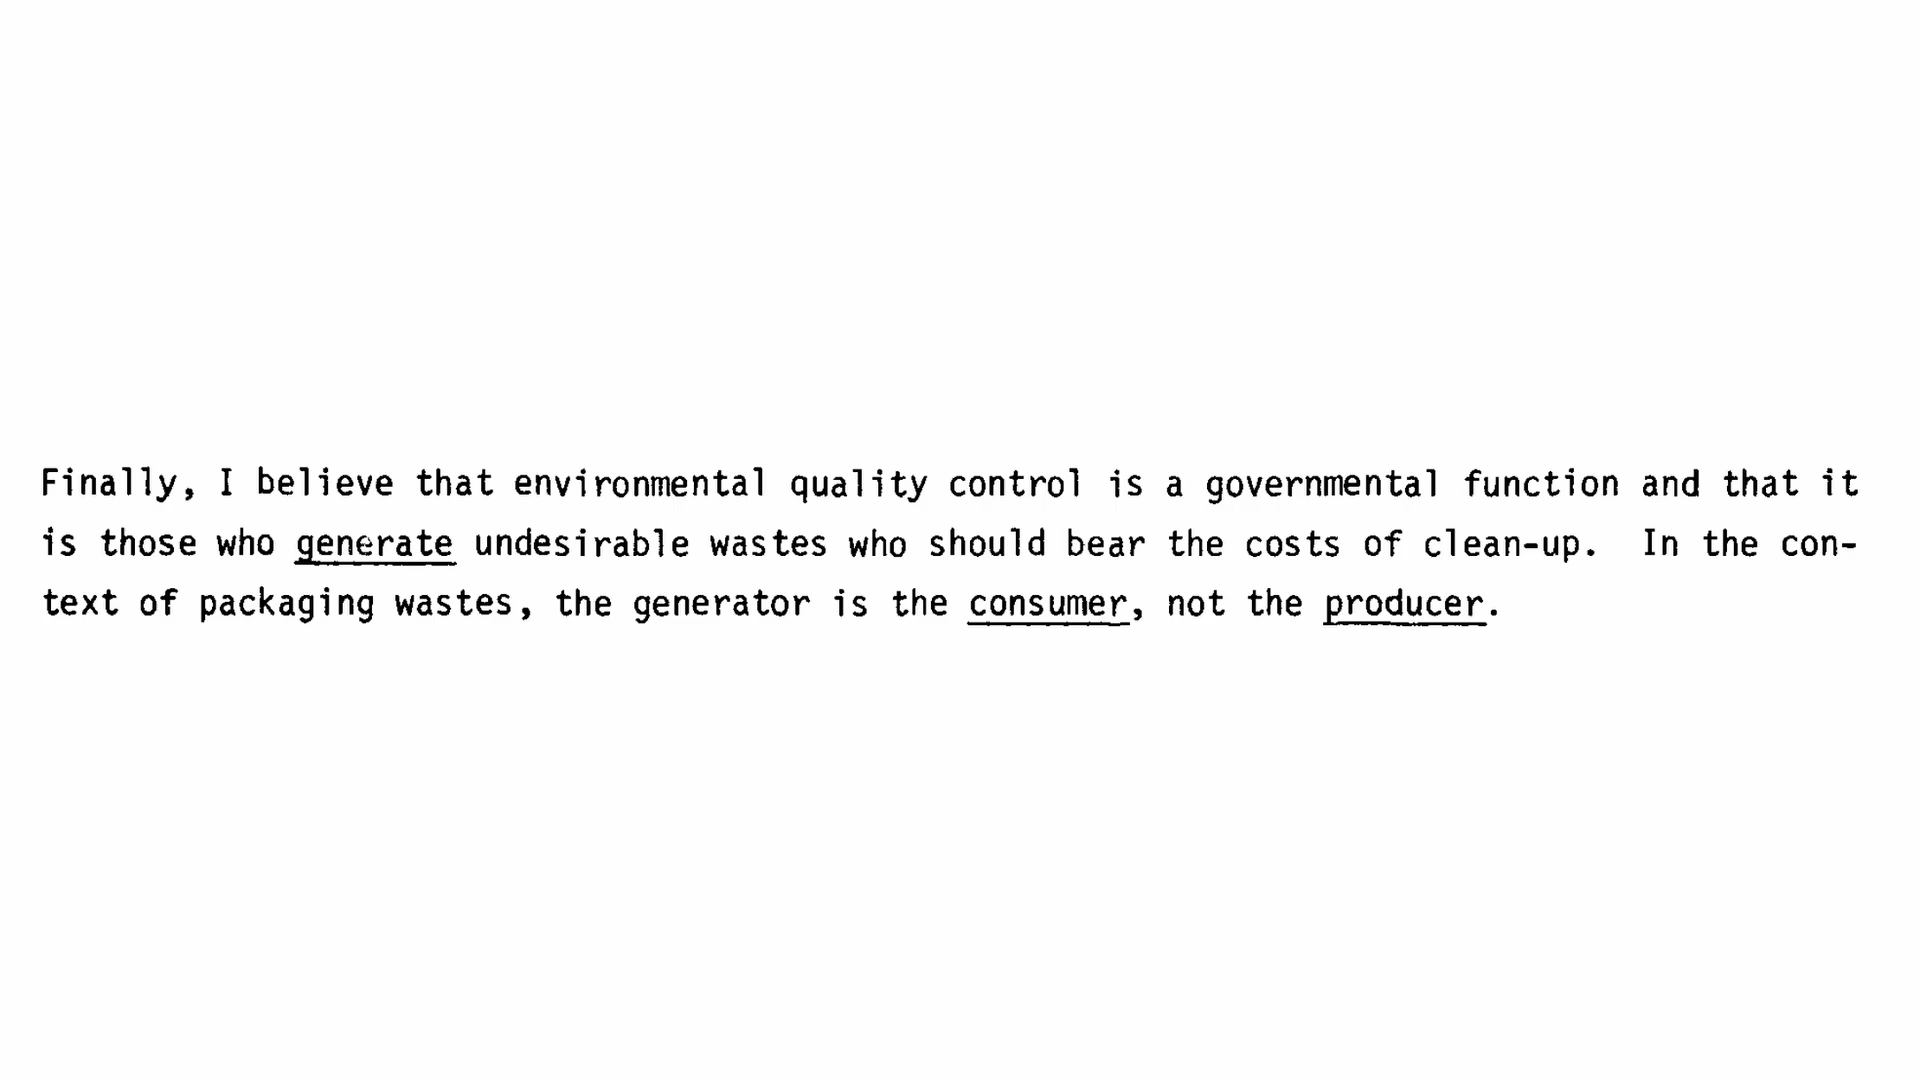 Finally, I believe that environmental quality control is a governmental function and that it
is those who generate undesirable wastes who should bear the costs of clean-up.  In the con-
text of packaging wastes, the generator is the consumer, not the producer.